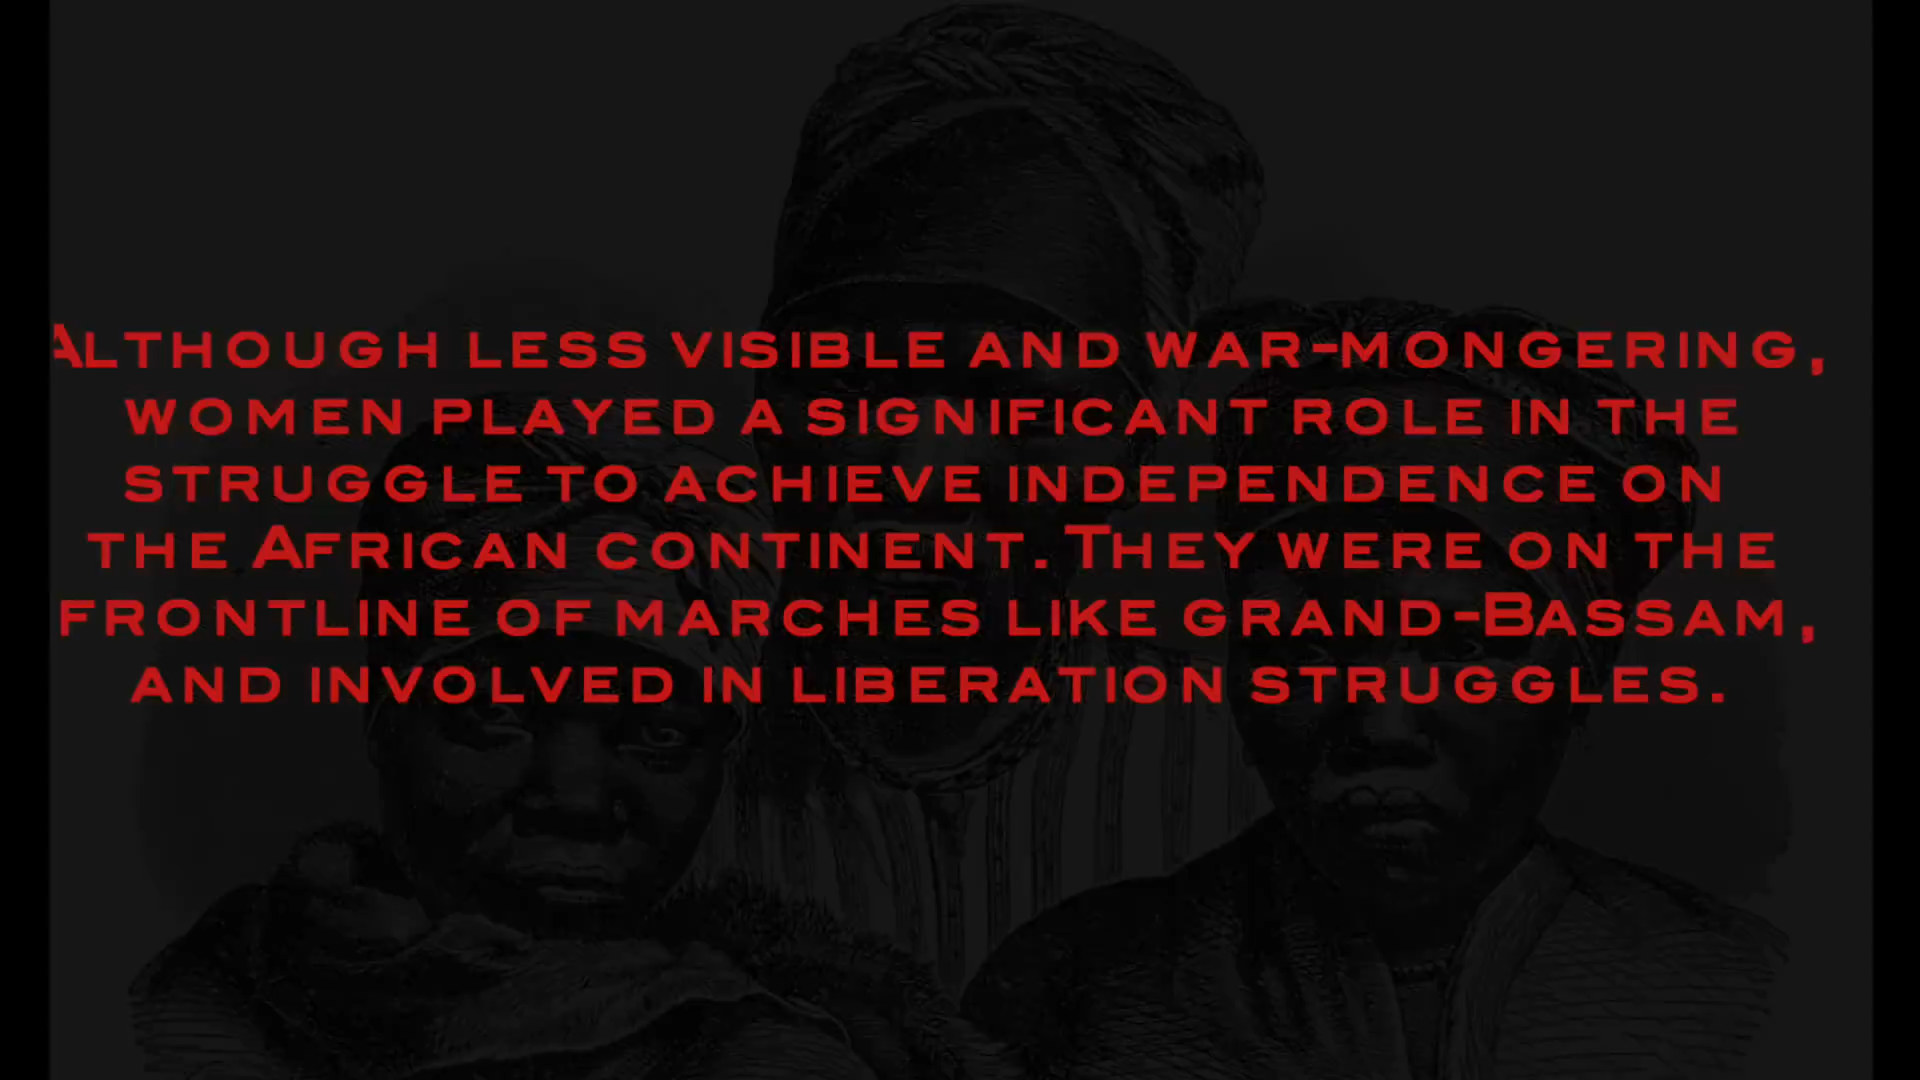 Although less visible and war-mongering,
women played a significant role in the
struggle to achieve independence on
the African continent. They were on the
frontline of marches like grand-Bassam,
and involved in liberation struggles.